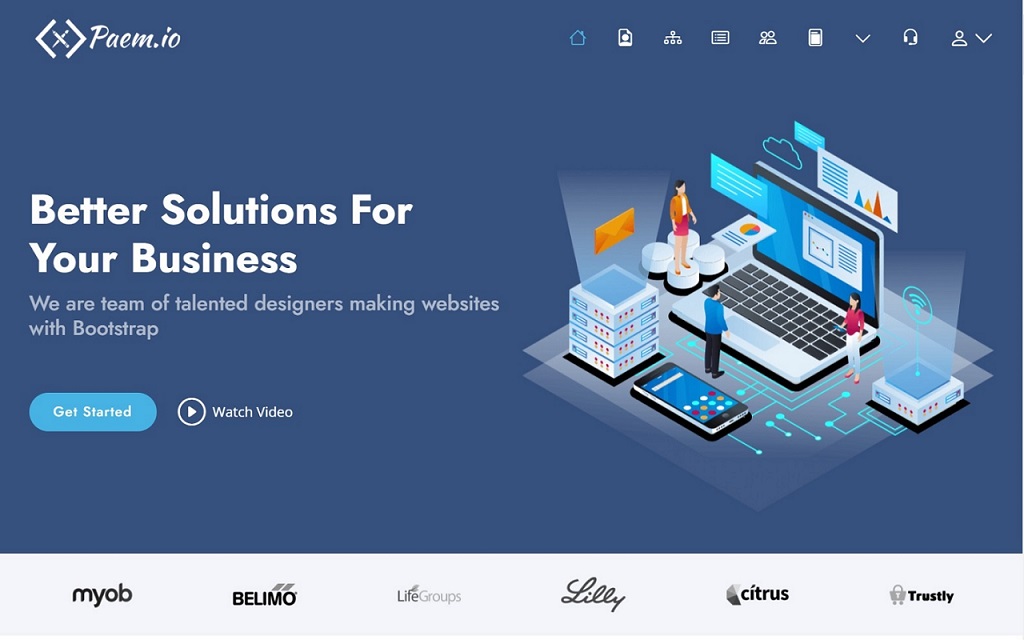 Paem.io
Better Solutions For
Your Business
We are team of talented designers making websites
with Bootstrap
Get Started
Watch Video
myob
BELIMO
LifeGroups
Lilly
citrus
Trustly